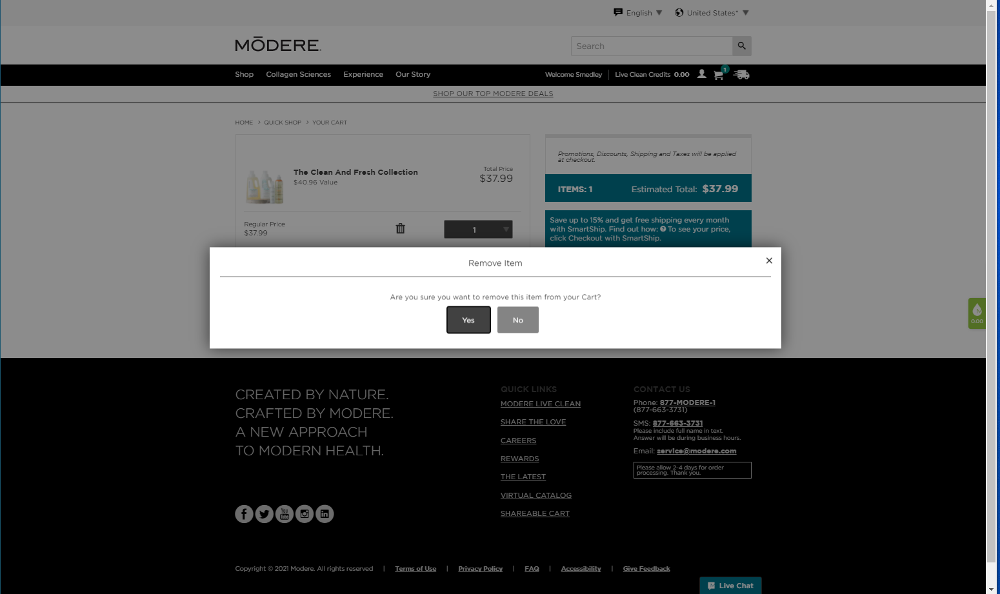 English
United States*
MŌDERE.
Search
Shop
Collagen Sciences
Experience
Our Story
Welcome Smedley
Live Clean Credits 0.00
1
SHOP OUR TOP MODERE DEALS
HOME > QUICK SHOP > YOUR CART
The Clean And Fresh Collection
$40.96 Value
Total Price
$37.99
Regular Price
$37.99
1
Promotions, Discounts, Shipping and Taxes will be applied
at checkout.
ITEMS: 1
Estimated Total: $37.99
Save up to 15% and get free shipping every month
with SmartShip. Find out how: ? To see your price,
click Checkout with SmartShip.
Remove Item
×
Are you sure you want to remove this item from your Cart?
Yes
No
0.00
CREATED BY NATURE.
CRAFTED BY MODERE.
A NEW APPROACH
TO MODERN HEALTH.
QUICK LINKS
MODERE LIVE CLEAN
SHARE THE LOVE
CAREERS
REWARDS
THE LATEST
VIRTUAL CATALOG
SHAREABLE CART
CONTACT US
Phone: 877-MODERE-1
(877-663-3731)
SMS: 877-663-3731
Please include full name in text.
Answer will be during business hours.
Email: service@modere.com
Please allow 2-4 days for order
processing. Thank you.
You
Tube
Copyright © 2021 Modere. All rights reserved | Terms of Use | Privacy Policy | FAQ | Accessibility | Give Feedback
Live Chat